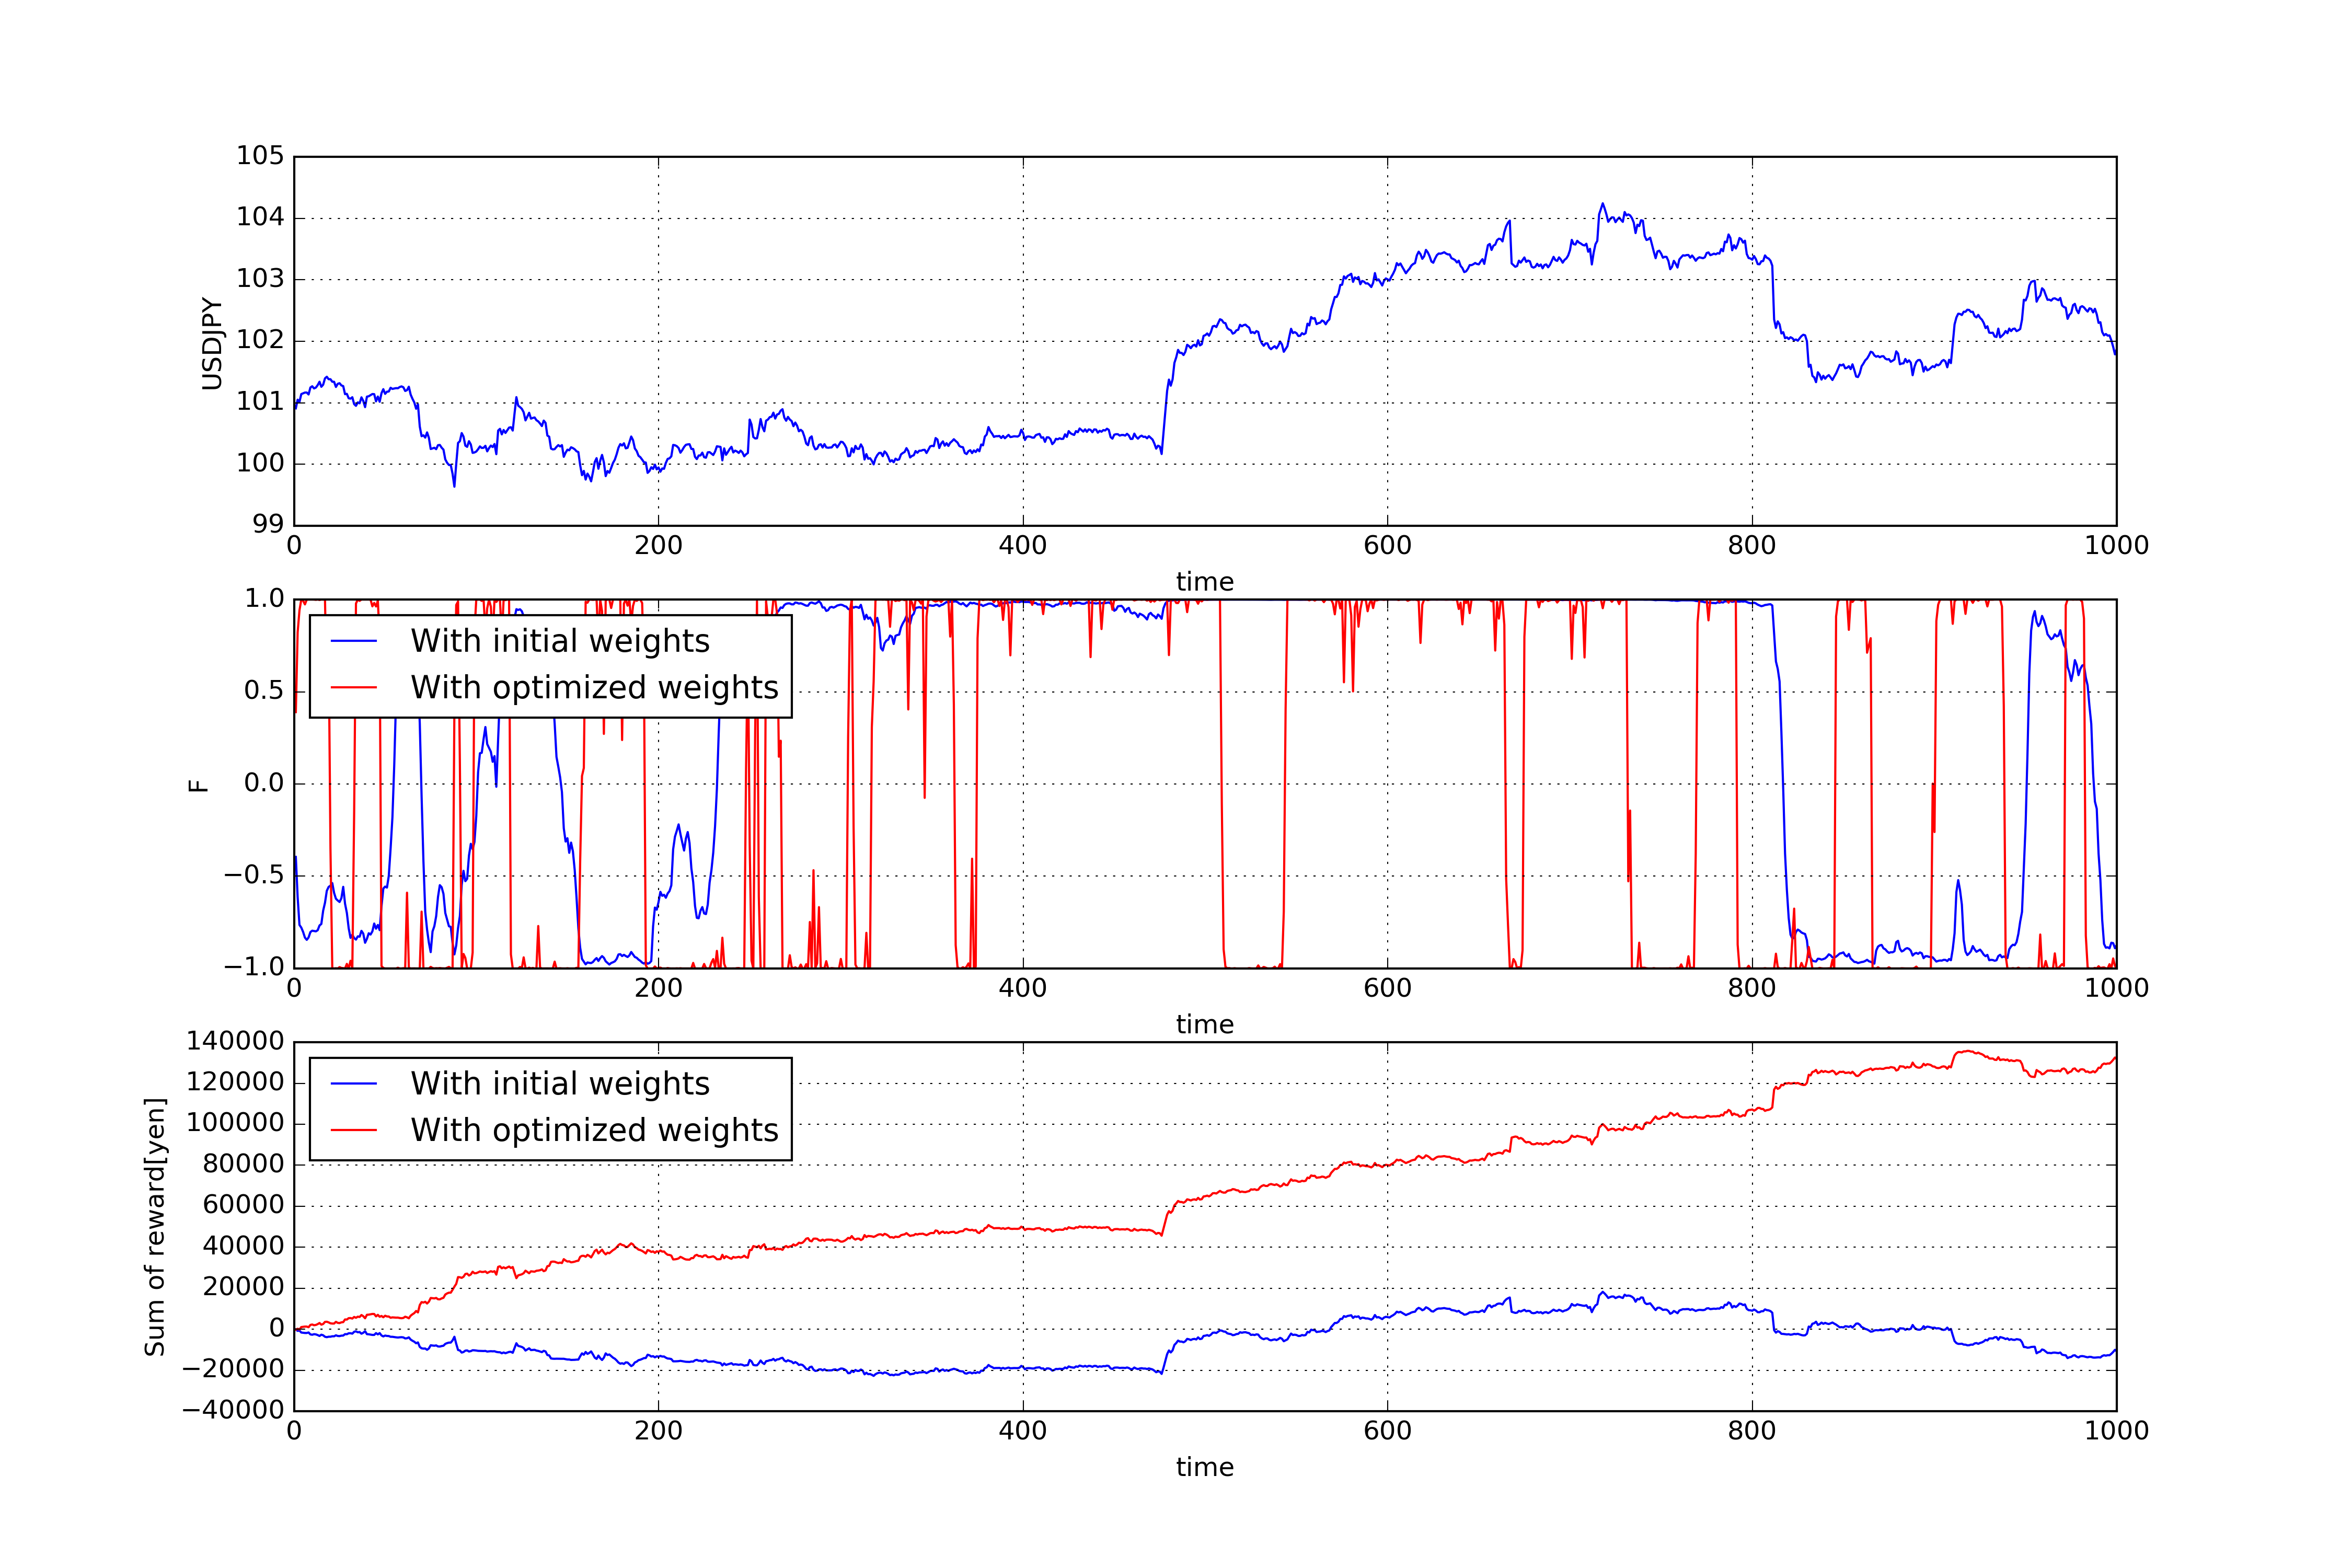 105
104
103
102
101
100
99
USDJPY
0 200 400 600 800 1000
time
1.0
0.5
0.0
−0.5
−1.0
F
With initial weights
With optimized weights
0 200 400 600 800 1000
time
140000
120000
100000
80000
60000
40000
20000
0
−20000
−40000
Sum of reward[yen]
With initial weights
With optimized weights
0 200 400 600 800 1000
time